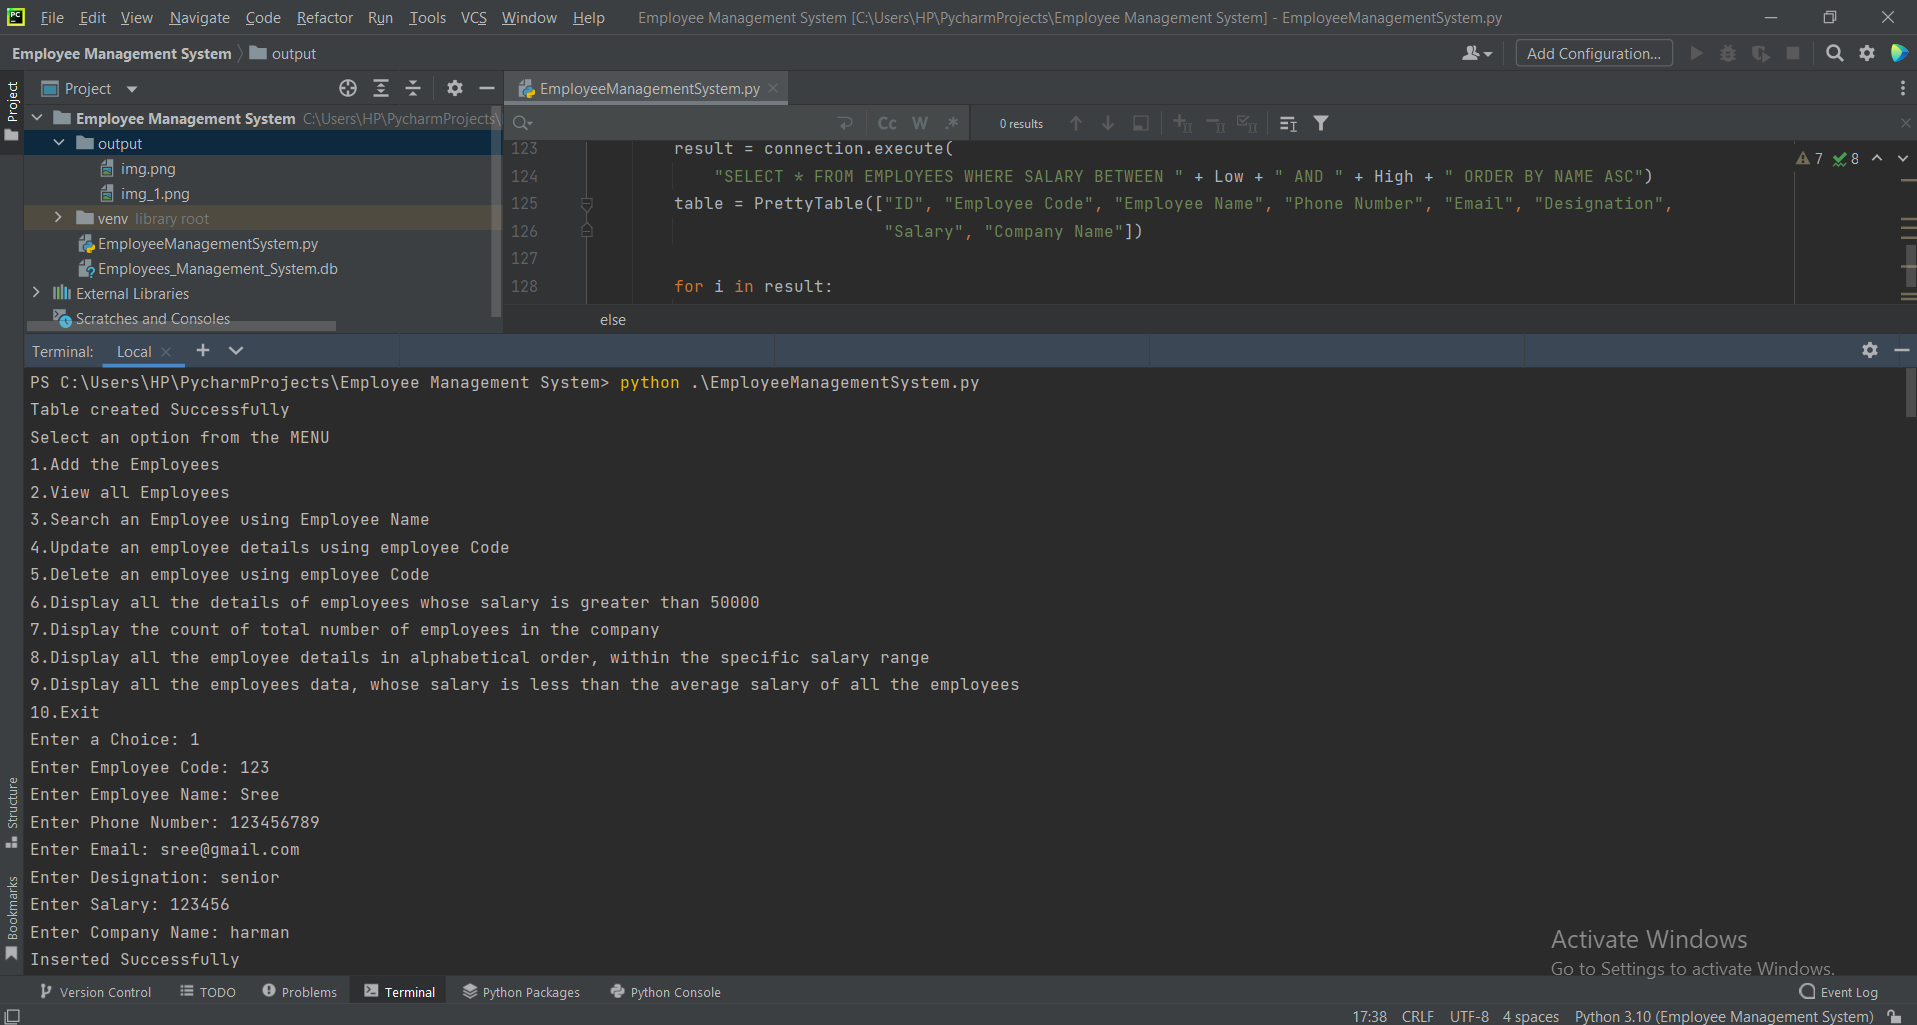 PC File Edit View Navigate Code Refactor Run Tools VCS Window Help Employee Management System [C:\Users\HP\PycharmProjects\Employee Management System] - EmployeeManagementSystem.py
Employee Management System output Add Configuration...
Project Project EmployeeManagementSystem.py
Employee Management System C:\Users\HP\PycharmProjects\ Cc W .* 0 results
output
img.png
img_1.png
venv library root
EmployeeManagementSystem.py
Employees_Management_System.db
External Libraries
Scratches and Consoles
123 result = connection.execute( 7 8
124 "SELECT * FROM EMPLOYEES WHERE SALARY BETWEEN " + Low + " AND " + High + " ORDER BY NAME ASC")
125 table = PrettyTable(["ID", "Employee Code", "Employee Name", "Phone Number", "Email", "Designation",
126 "Salary", "Company Name"])
127
128 for i in result:
else
Terminal: Local
PS C:\Users\HP\PycharmProjects\Employee Management System> python .\EmployeeManagementSystem.py
Table created Successfully
Select an option from the MENU
1.Add the Employees
2.View all Employees
3.Search an Employee using Employee Name
4.Update an employee details using employee Code
5.Delete an employee using employee Code
6.Display all the details of employees whose salary is greater than 50000
7.Display the count of total number of employees in the company
8.Display all the employee details in alphabetical order, within the specific salary range
9.Display all the employees data, whose salary is less than the average salary of all the employees
10.Exit
Enter a Choice: 1
Enter Employee Code: 123
Enter Employee Name: Sree
Enter Phone Number: 123456789
Enter Email: sree@gmail.com
Enter Designation: senior
Enter Salary: 123456
Enter Company Name: harman
Inserted Successfully
Structure
Bookmarks
Activate Windows
Go to Settings to activate Windows.
Version Control TODO Problems Terminal Python Packages Python Console Event Log
17:38 CRLF UTF-8 4 spaces Python 3.10 (Employee Management System)